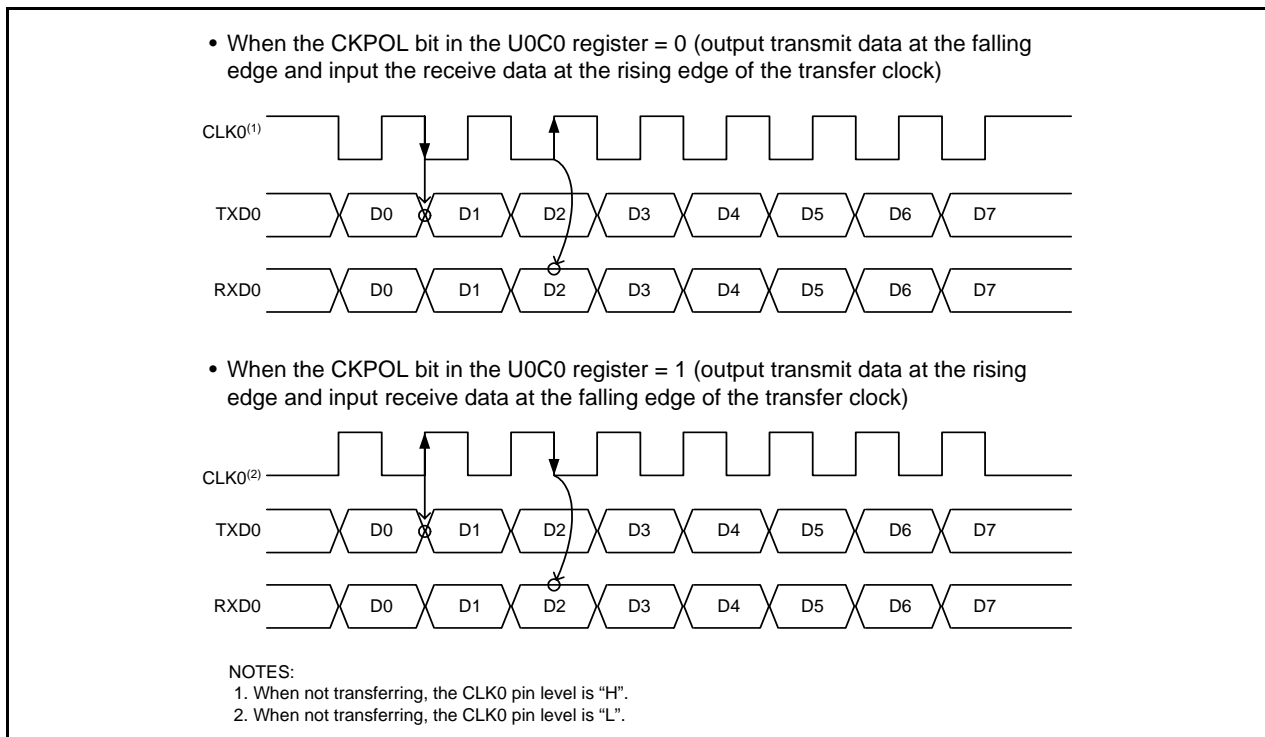 • When the CKPOL bit in the U0C0 register = 0 (output transmit data at the falling
edge and input the receive data at the rising edge of the transfer clock)
CLK0(1)
TXD0 D0 D1 D2 D3 D4 D5 D6 D7
RXD0 D0 D1 D2 D3 D4 D5 D6 D7
• When the CKPOL bit in the U0C0 register = 1 (output transmit data at the rising
edge and input receive data at the falling edge of the transfer clock)
CLK0(2)
TXD0 D0 D1 D2 D3 D4 D5 D6 D7
RXD0 D0 D1 D2 D3 D4 D5 D6 D7
NOTES:
1. When not transferring, the CLK0 pin level is “H”.
2. When not transferring, the CLK0 pin level is “L”.